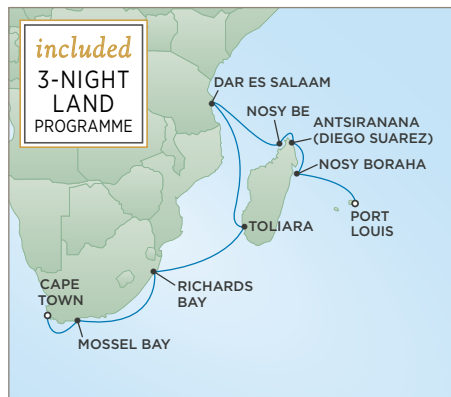 included
3-NIGHT
LAND
PROGRAMME
DAR ES SALAAM
NOSY BE
ANTSIRANANA
(DIEGO SUAREZ)
NOSY BORAHA
PORT
LOUIS
TOLIARA
RICHARDS
BAY
CAPE
TOWN
MOSSEL BAY